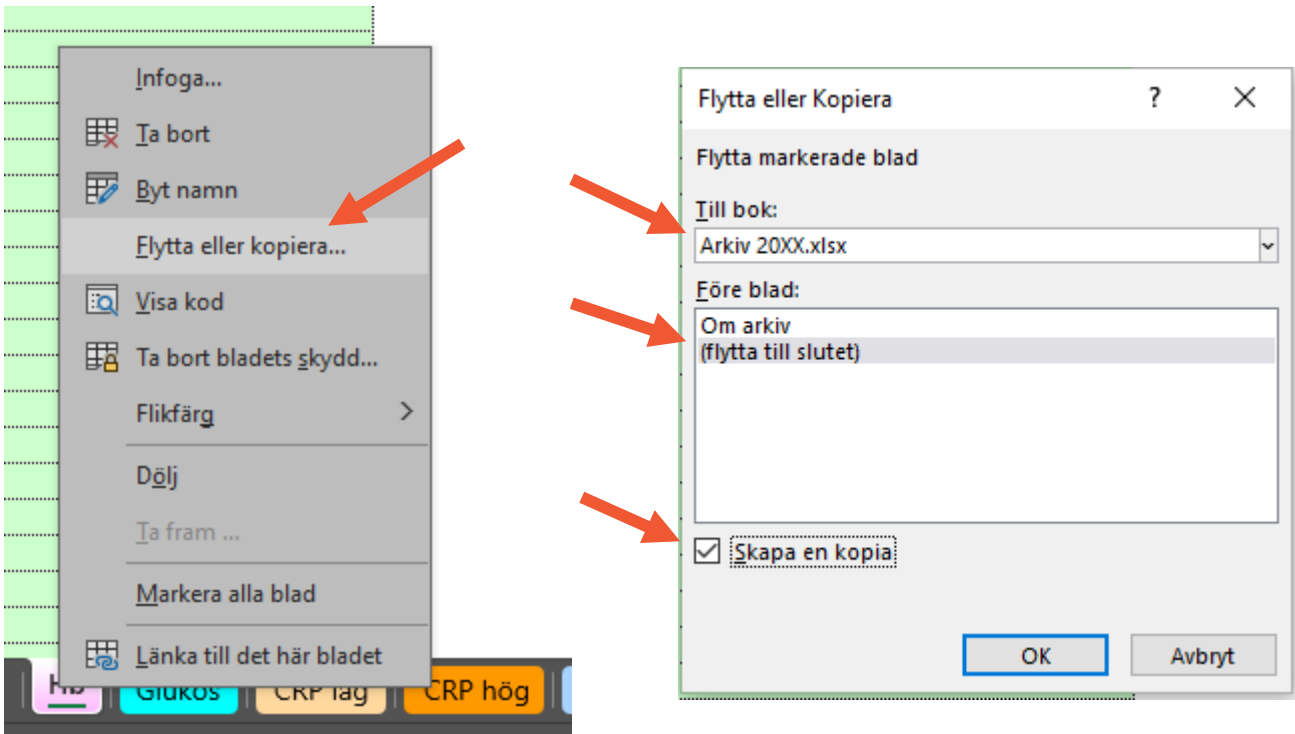 Infoga...
Ta bort
Byt namn
Flytta eller kopiera...
Visa kod
Ta bort bladets skydd...
Flikfärg
Dölj
Ta fram ...
Markera alla blad
Länka till det här bladet
Hb
Glukos
CRP låg
CRP hög
Flytta eller Kopiera ?
Flytta markerade blad
Till bok:
Arkiv 20XX.xlsx
Före blad:
Om arkiv
(flytta till slutet)
Skapa en kopia
OK
Avbryt